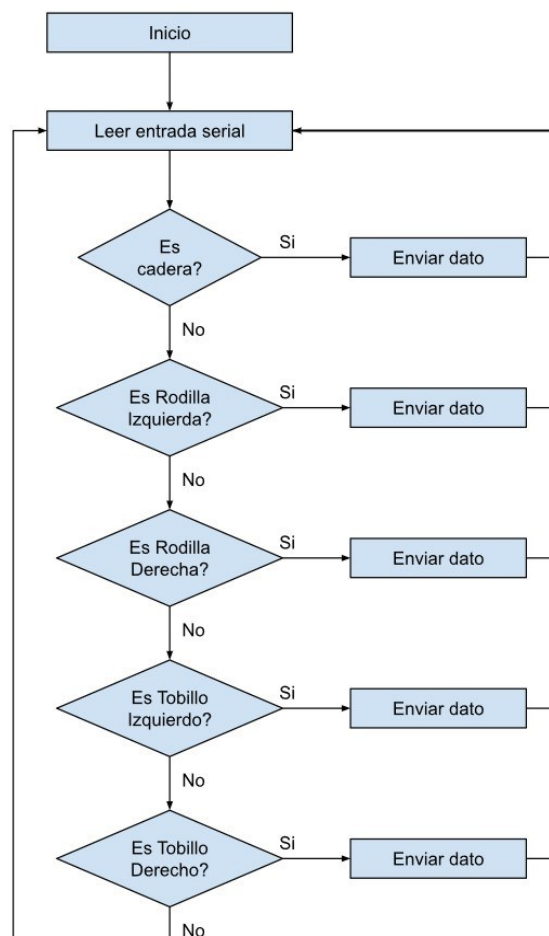 Inicio
Leer entrada serial
Es
cadera?
Si
Enviar dato
No
Es Rodilla
Izquierda?
Si
Enviar dato
No
Es Rodilla
Derecha?
Si
Enviar dato
No
Es Tobillo
Izquierdo?
Si
Enviar dato
No
Es Tobillo
Derecho?
Si
Enviar dato
No